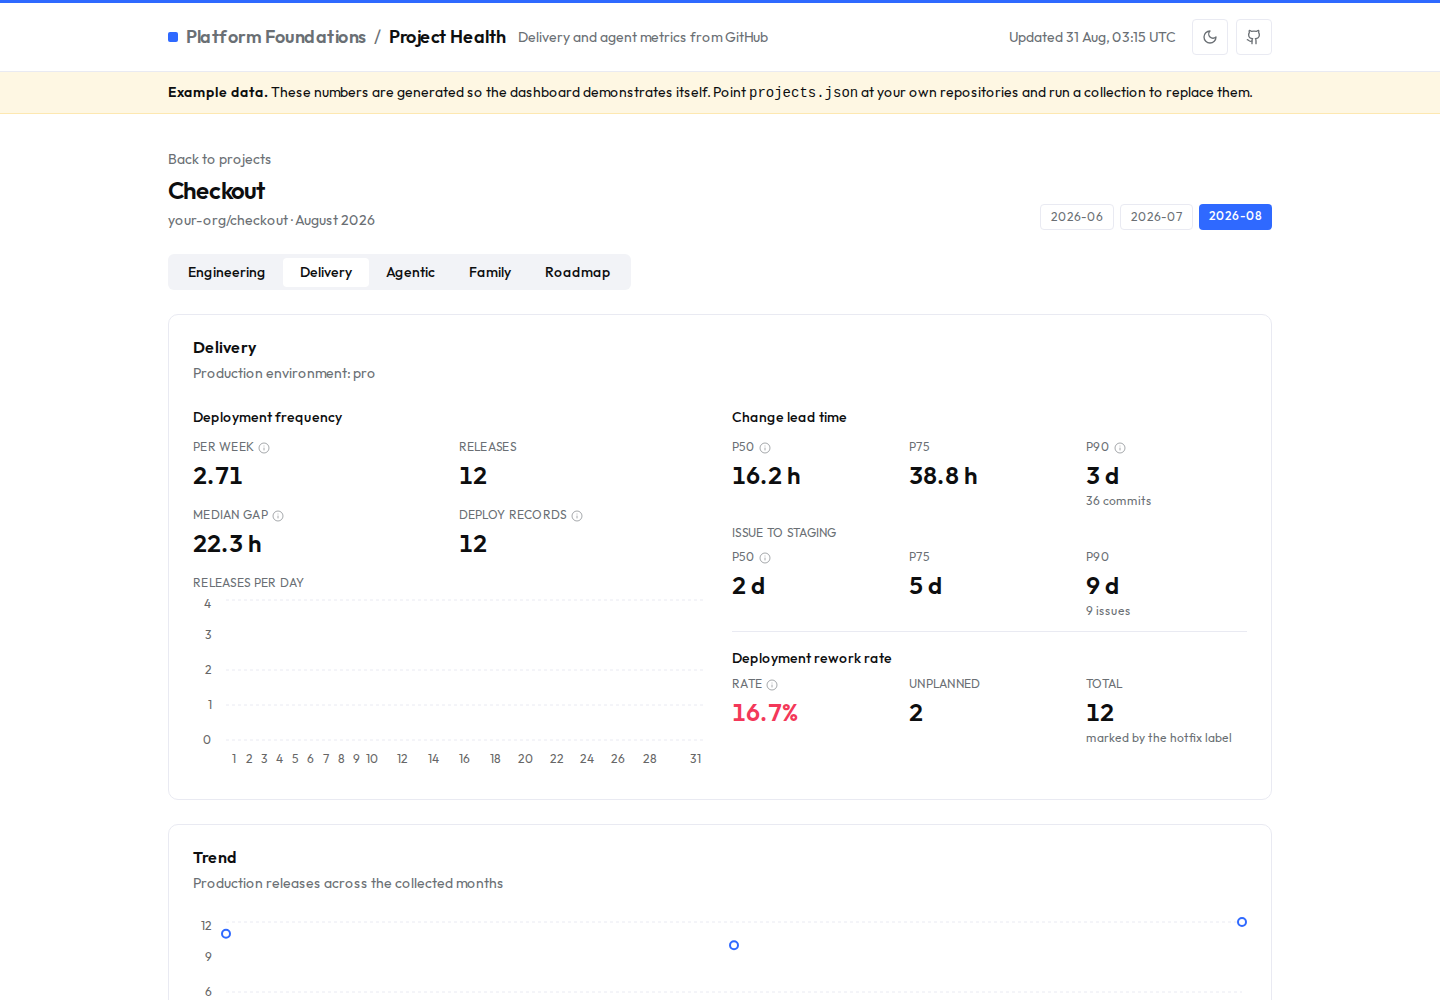 Platform Foundations / Project Health Delivery and agent metrics from GitHub Updated 31 Aug, 03:15 UTC
Example data. These numbers are generated so the dashboard demonstrates itself. Point projects.json at your own repositories and run a collection to replace them.
Back to projects
Checkout
your-org/checkout · August 2026
2026-06 2026-07 2026-08
Engineering Delivery Agentic Family Roadmap
Delivery
Production environment: pro
Deployment frequency
PER WEEK RELEASES
2.71 12
MEDIAN GAP DEPLOY RECORDS
22.3 h 12
RELEASES PER DAY
4
3
2
1
0
1 2 3 4 5 6 7 8 9 10 12 14 16 18 20 22 24 26 28 31
Change lead time
P50 P75 P90
16.2 h 38.8 h 3 d
36 commits
ISSUE TO STAGING
P50 P75 P90
2 d 5 d 9 d
9 issues
Deployment rework rate
RATE UNPLANNED TOTAL
16.7% 2 12
marked by the hotfix label
Trend
Production releases across the collected months
12
9
6